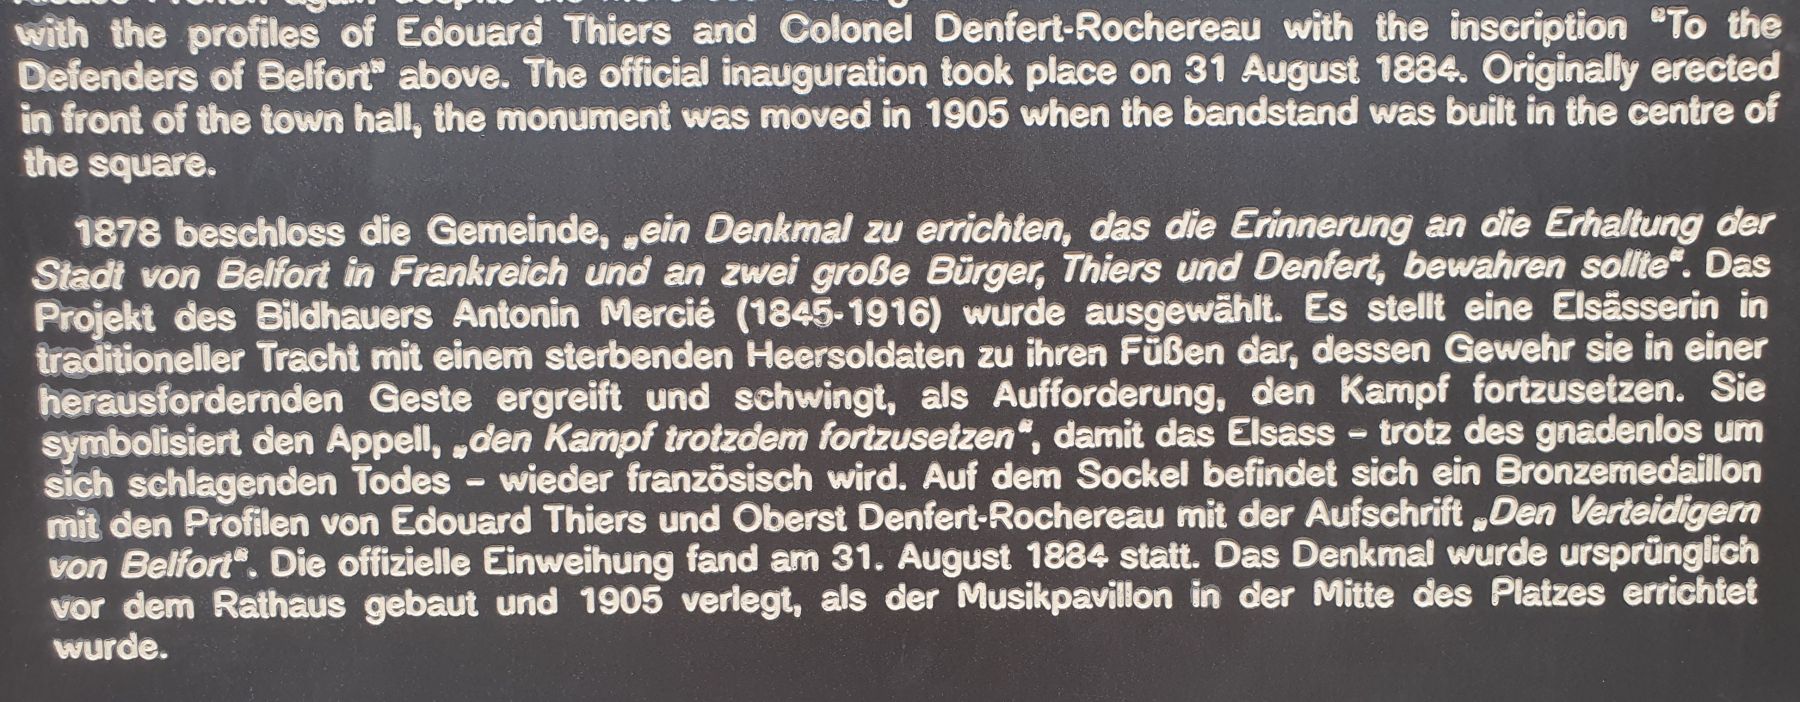 with the profiles of Edouard Thiers and Colonel Denfert-Rochereau with the inscription "To the
Defenders of Belfort" above. The official inauguration took place on 31 August 1884. Originally erected
in front of the town hall, the monument was moved in 1905 when the bandstand was built in the centre of
the square.
1878 beschloss die Gemeinde, „ein Denkmal zu errichten, das die Erinnerung an die Erhaltung der
Stadt von Belfort in Frankreich und an zwei große Bürger, Thiers und Denfert, bewahren sollte“. Das
Projekt des Bildhauers Antonin Mercié (1845-1916) wurde ausgewählt. Es stellt eine Elsässerin in
traditioneller Tracht mit einem sterbenden Heersoldaten zu ihren Füßen dar, dessen Gewehr sie in einer
herausfordernden Geste ergreift und schwingt, als Aufforderung, den Kampf fortzusetzen. Sie
symbolisiert den Appell, „den Kampf trotzdem fortzusetzen“, damit das Elsass – trotz des gnadenlos um
sich schlagenden Todes – wieder französisch wird. Auf dem Sockel befindet sich ein Bronzemedaillon
mit den Profilen von Edouard Thiers und Oberst Denfert-Rochereau mit der Aufschrift „Den Verteidigern
von Belfort“. Die offizielle Einweihung fand am 31. August 1884 statt. Das Denkmal wurde ursprünglich
vor dem Rathaus gebaut und 1905 verlegt, als der Musikpavillon in der Mitte des Platzes errichtet
wurde.